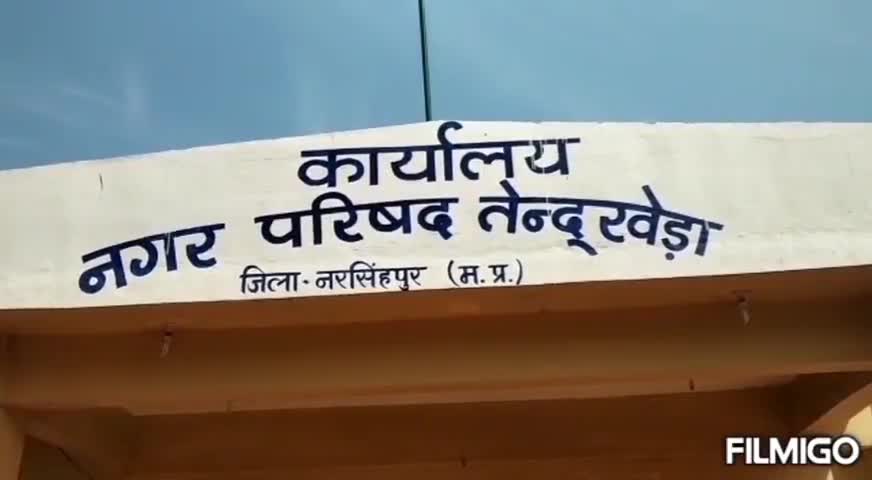 कार्यालय
नगर परिषद तेन्दूखेड़ा
जिला-नरसिंहपुर (म.प्र.)
FILMIGO